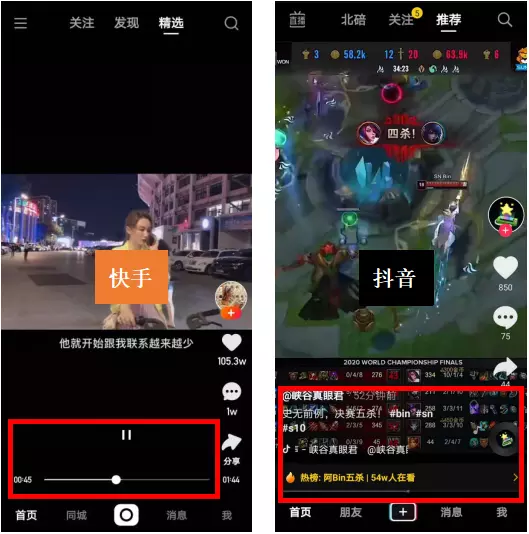 关注 发现 精选
快手
他就开始跟我联系越来越少
105.3w
1w
分享
00:45
01:44
首页 同城 消息 我
直播 北碚 关注 5 推荐
WON
3 58.2k 12 20 63.9k 6
34:23
四杀!
SN Bin
抖音
850
75
44
2020 WORLD CHAMPIONSHIP FINALS
@峡谷真眼君 52分钟前
史无前例,决赛五杀! #bin #sn
#s10
峡谷真眼君 @峡谷真
热榜: 阿Bin五杀 | 54w人在看
首页 朋友 消息 我